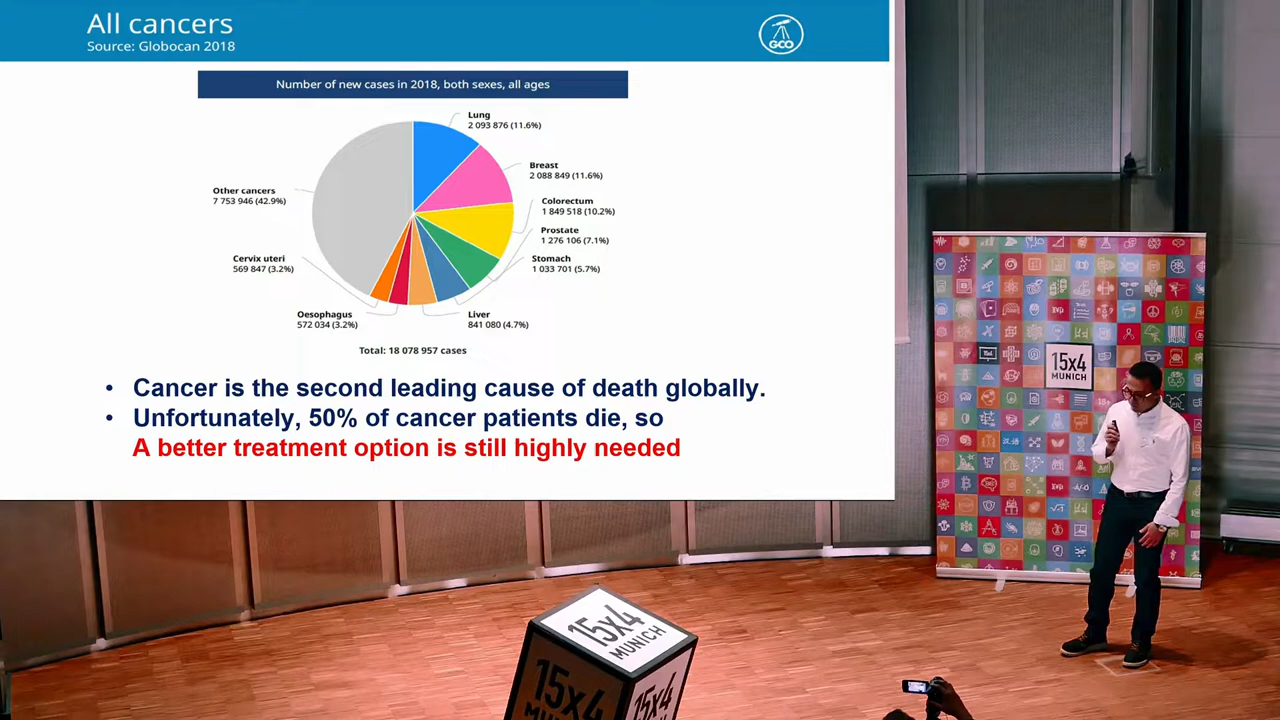 All cancers
Source: Globocan 2018
GCO
Number of new cases in 2018, both sexes, all ages
Lung
2 093 876 (11.6%)
Breast
2 088 849 (11.6%)
Other cancers
7 753 946 (42.9%)
Colorectum
1 849 518 (10.2%)
Prostate
1 276 106 (7.1%)
Cervix uteri
569 847 (3.2%)
Stomach
1 033 701 (5.7%)
Oesophagus
572 034 (3.2%)
Liver
841 080 (4.7%)
Total: 18 078 957 cases
• Cancer is the second leading cause of death globally.
• Unfortunately, 50% of cancer patients die, so
A better treatment option is still highly needed
15x4
MUNICH
15x4
MUNICH
15x4
15x4